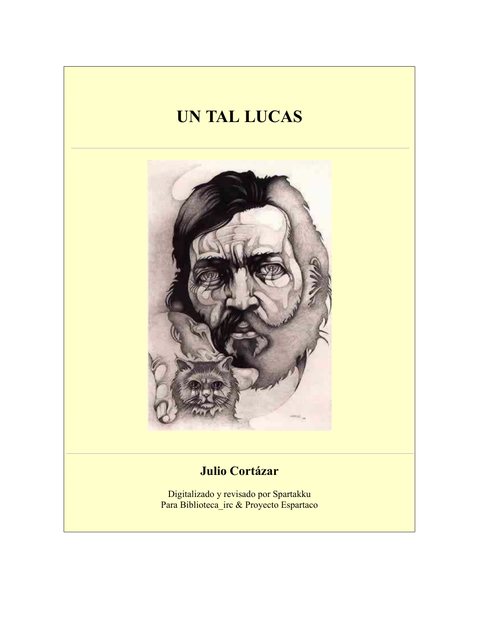 UN TAL LUCAS
Julio Cortázar
Digitalizado y revisado por Spartakku
Para Biblioteca_irc & Proyecto Espartaco